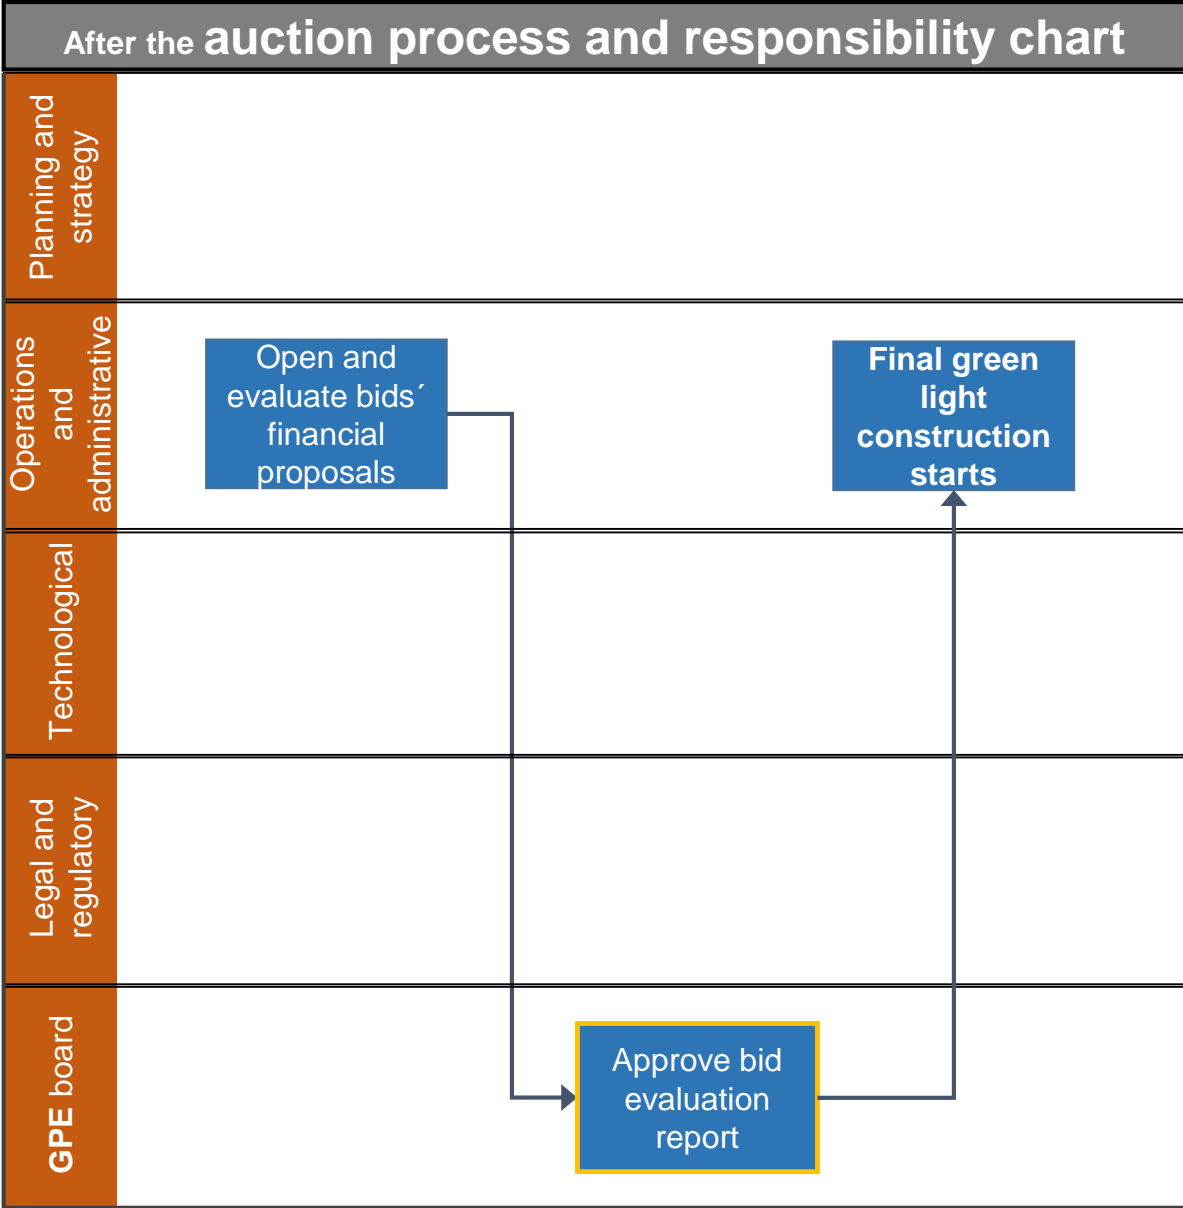 After the auction process and responsibility chart
Planning and
strategy
Operations
and
administrative
Open and
evaluate bids´
financial
proposals
Final green
light
construction
starts
Technological
Legal and
regulatory
GPE board
Approve bid
evaluation
report